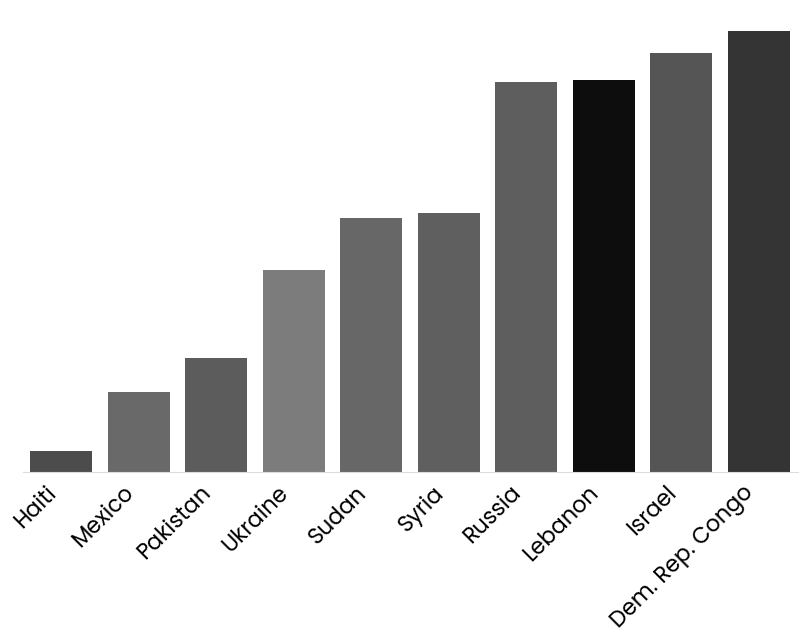 Haiti
Mexico
Pakistan
Ukraine
Sudan
Syria
Russia
Lebanon
Israel
Dem. Rep. Congo